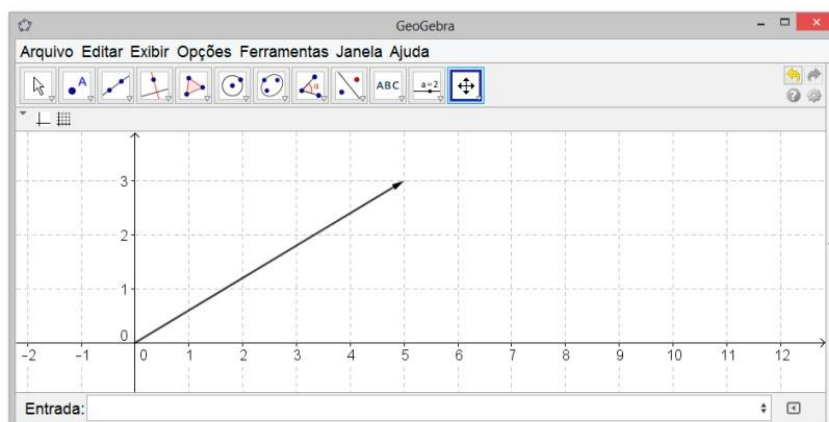 GeoGebra
Arquivo Editar Exibir Opções Ferramentas Janela Ajuda
A α ABC a=2
3
2
1
0
-2 -1 0 1 2 3 4 5 6 7 8 9 10 11 12
Entrada: